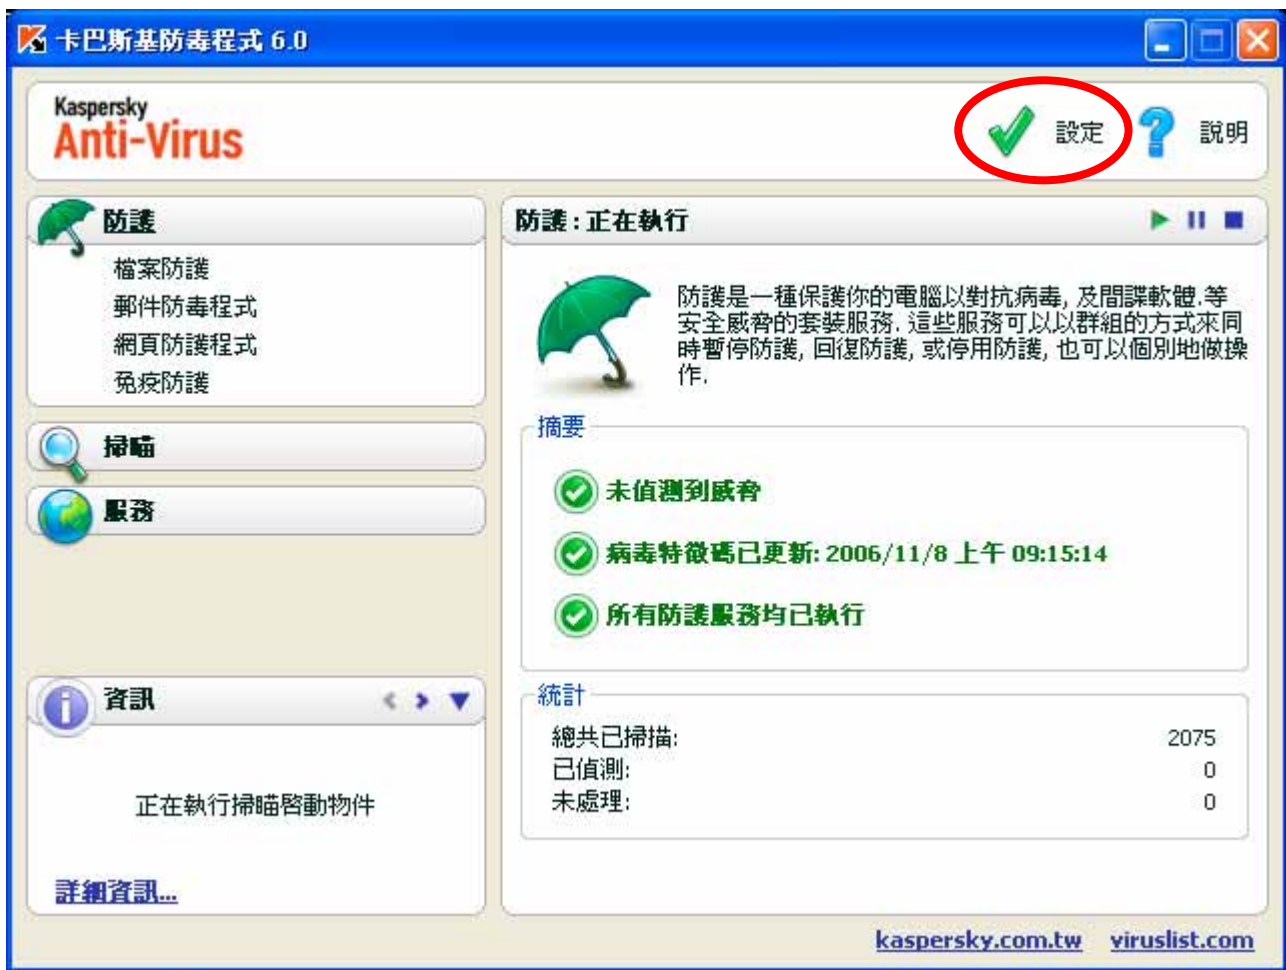 卡巴斯基防毒程式 6.0
Kaspersky
Anti-Virus
設定
說明
防護
檔案防護
郵件防毒程式
網頁防護程式
免疫防護
掃瞄
服務
資訊
正在執行掃瞄啓動物件
詳細資訊...
防護 : 正在執行
防護是一種保護你的電腦以對抗病毒, 及間諜軟體.等
安全威脅的套裝服務. 這些服務可以以群組的方式來同
時暫停防護, 回復防護, 或停用防護, 也可以個別地做操
作.
摘要
未偵測到威脅
病毒特徵碼已更新: 2006/11/8 上午 09:15:14
所有防護服務均已執行
統計
總共已掃描: 2075
已偵測: 0
未處理: 0
kaspersky.com.tw viruslist.com